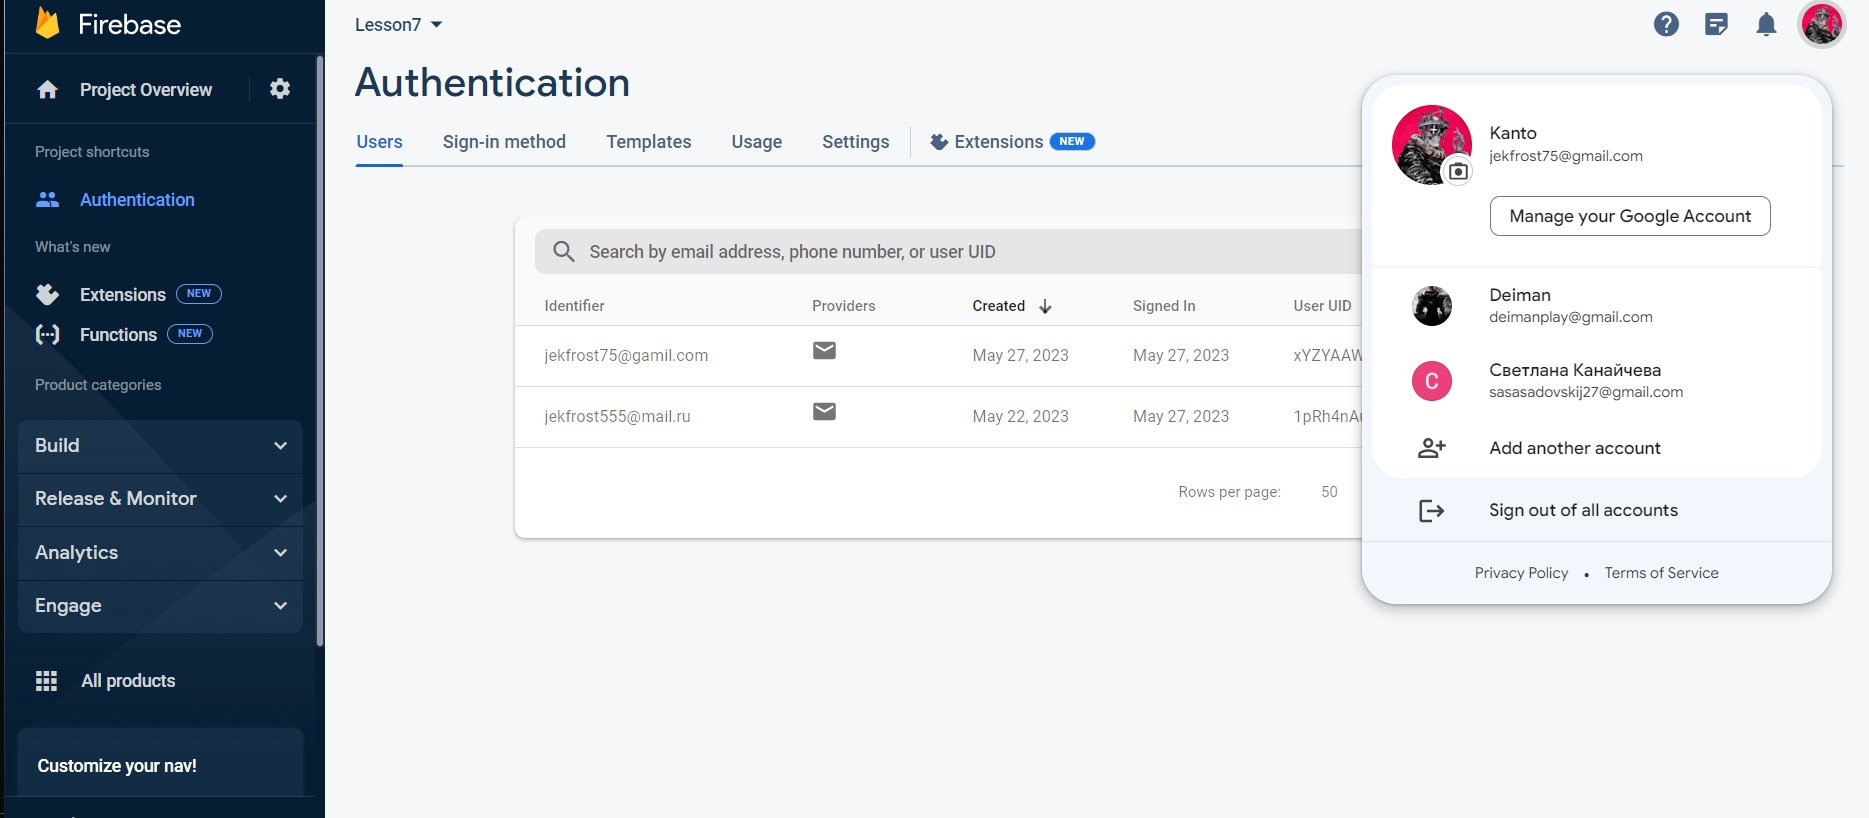 Firebase
Project Overview
Project shortcuts
Authentication
What's new
Extensions NEW
Functions NEW
Product categories
Build
Release & Monitor
Analytics
Engage
All products
Customize your nav!
Lesson7
Authentication
Users Sign-in method Templates Usage Settings Extensions NEW
Search by email address, phone number, or user UID
Identifier Providers Created Signed In User UID
jekfrost75@gamil.com May 27, 2023 May 27, 2023 xYZYAAW
jekfrost555@mail.ru May 22, 2023 May 27, 2023 1pRh4nA
Rows per page: 50
Kanto
jekfrost75@gmail.com
Manage your Google Account
Deiman
deimanplay@gmail.com
С
Светлана Канайчева
sasasadovskij27@gmail.com
Add another account
Sign out of all accounts
Privacy Policy • Terms of Service